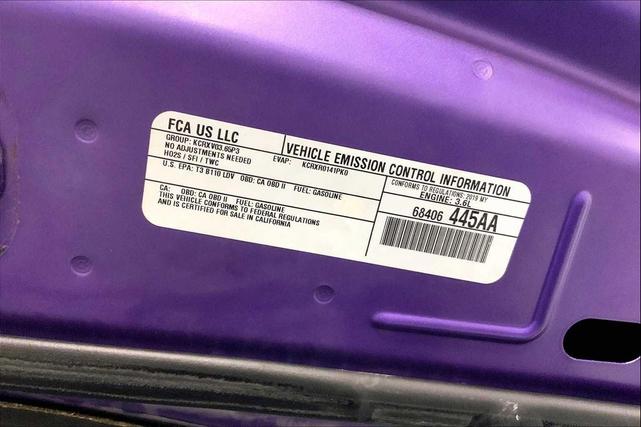 FCA US LLC
VEHICLE EMISSION CONTROL INFORMATION
GROUP: KCRXV03.65P3
EVAP: KCRXR0141PK0
CONFORMS TO REGULATIONS: 2019 MY
NO ADJUSTMENTS NEEDED
HO2S / SFI / TWC
ENGINE: 3.6L
U.S. EPA: T3 B110 LDV OBD: CA OBD II FUEL: GASOLINE
68406 445AA
CA: OBD: CA OBD II FUEL: GASOLINE
THIS VEHICLE CONFORMS TO FEDERAL REGULATIONS
AND IS CERTIFIED FOR SALE IN CALIFORNIA